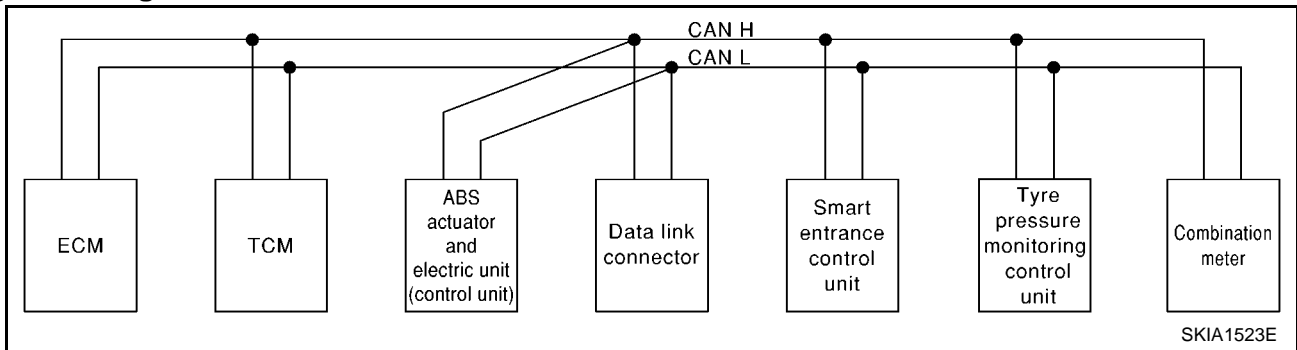 CAN H
CAN L
ECM
TCM
ABS
actuator
and
electric unit
(control unit)
Data link
connector
Smart
entrance
control
unit
Tyre
pressure
monitoring
control
unit
Combination
meter
SKIA1523E